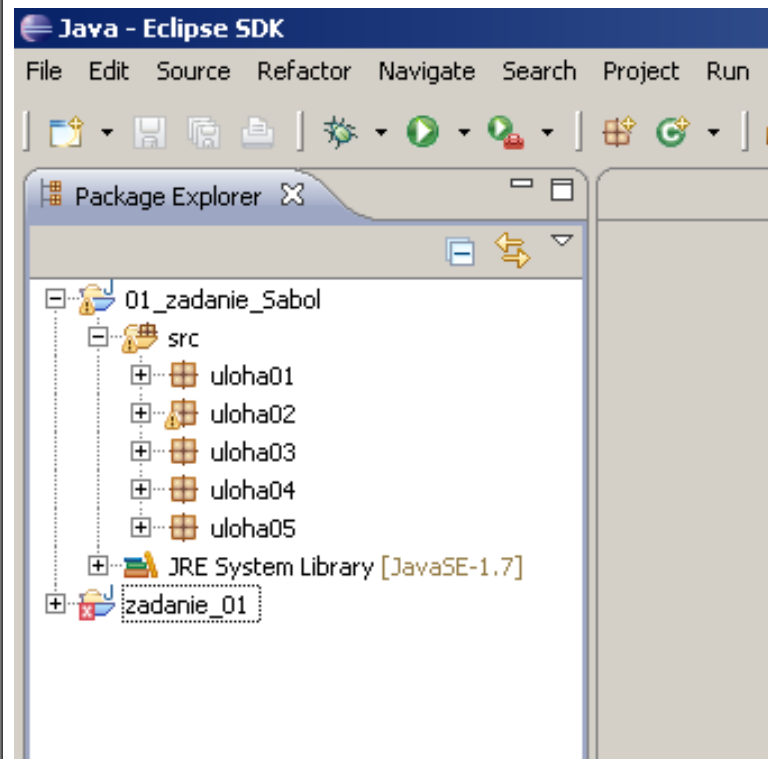 Java - Eclipse SDK
File Edit Source Refactor Navigate Search Project Run
Package Explorer
01_zadanie_Sabol
src
uloha01
uloha02
uloha03
uloha04
uloha05
JRE System Library [JavaSE-1.7]
zadanie_01